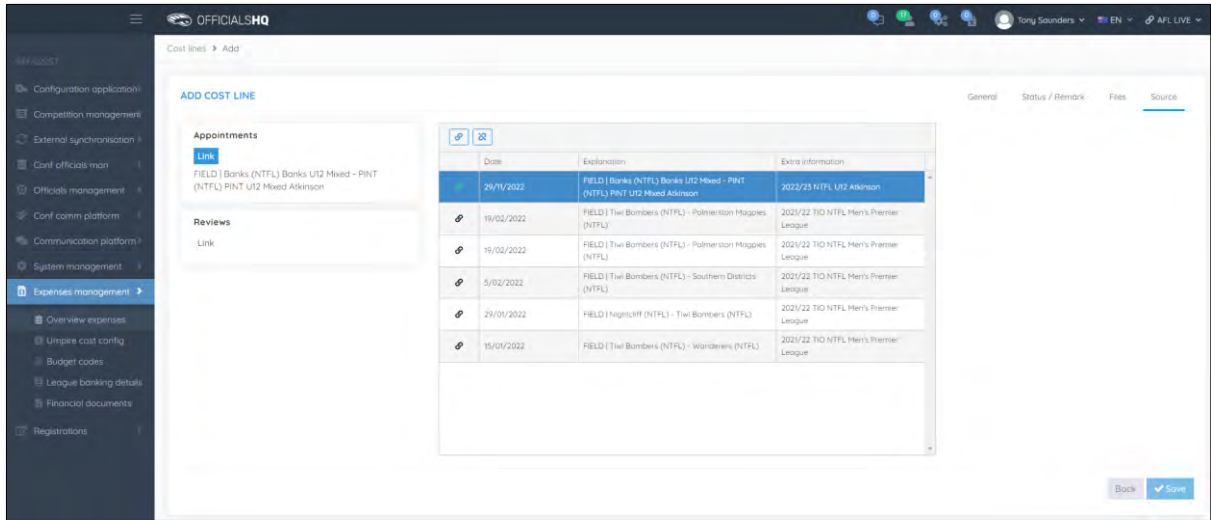 OFFICIALSHQ
17
Tony Saunders
EN
AFL LIVE
Cost lines > Add
Configuration application
Competition management
External synchronisation
Conf officials man
Officials management
Conf comm platform
Communication platform
System management
Expenses management
Overview expenses
Umpire cost config
Budget codes
League banking details
Financial documents
Registrations
ADD COST LINE
General Status / Remark Fees Source
Appointments
Link
FIELD | Banks (NTFL) Banks U12 Mixed - PINT
(NTFL) PINT U12 Mixed Atkinson
Reviews
Link
Date Explanation Extra information
29/11/2022 FIELD | Banks (NTFL) Banks U12 Mixed - PINT
(NTFL) PINT U12 Mixed Atkinson 2022/23 NTFL U12 Atkinson
19/02/2022 FIELD | Tiwi Bombers (NTFL) - Palmerston Magpies
(NTFL) 2021/22 TIO NTFL Men's Premier
League
19/02/2022 FIELD | Tiwi Bombers (NTFL) - Palmerston Magpies
(NTFL) 2021/22 TIO NTFL Men's Premier
League
5/02/2022 FIELD | Tiwi Bombers (NTFL) - Southern Districts
(NTFL) 2021/22 TIO NTFL Men's Premier
League
29/01/2022 FIELD | Nightcliff (NTFL) - Tiwi Bombers (NTFL) 2021/22 TIO NTFL Men's Premier
League
15/01/2022 FIELD | Tiwi Bombers (NTFL) - Wanderers (NTFL) 2021/22 TIO NTFL Men's Premier
League
Back Save